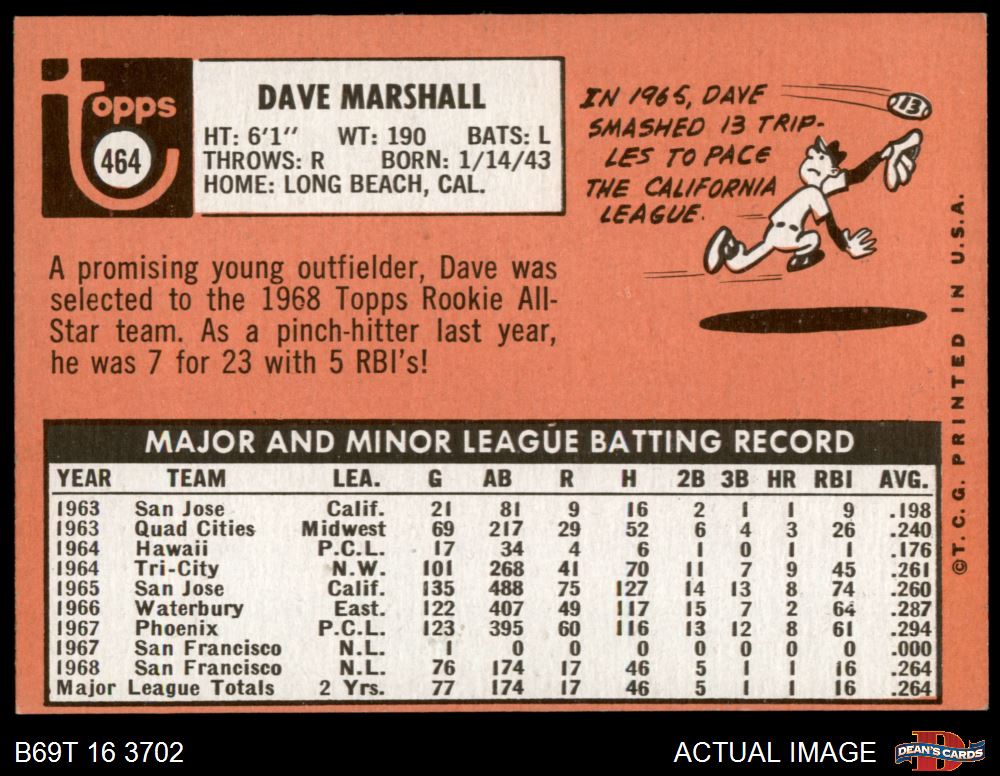 Topps
464
DAVE MARSHALL
HT: 6'1" WT: 190 BATS: L
THROWS: R BORN: 1/14/43
HOME: LONG BEACH, CAL.
IN 1965, DAVE
SMASHED 13 TRIP-
LES TO PACE
THE CALIFORNIA
LEAGUE.
13
A promising young outfielder, Dave was
selected to the 1968 Topps Rookie All-
Star team. As a pinch-hitter last year,
he was 7 for 23 with 5 RBI's!
MAJOR AND MINOR LEAGUE BATTING RECORD
YEAR TEAM LEA. G AB R H 2B 3B HR RBI AVG.
1963 San Jose Calif. 21 81 9 16 2 1 1 9 .198
1963 Quad Cities Midwest 69 217 29 52 6 4 3 26 .240
1964 Hawaii P.C.L. 17 34 4 6 1 0 1 1 .176
1964 Tri-City N.W. 101 268 41 70 11 7 9 45 .261
1965 San Jose Calif. 135 488 75 127 14 13 8 74 .260
1966 Waterbury East. 122 407 49 117 15 7 2 64 .287
1967 Phoenix P.C.L. 123 395 60 116 13 12 8 61 .294
1967 San Francisco N.L. 1 0 0 0 0 0 0 0 .000
1968 San Francisco N.L. 76 174 17 46 5 1 1 16 .264
Major League Totals 2 Yrs. 77 174 17 46 5 1 1 16 .264
©T. C. G. PRINTED IN U.S.A.
B69T 16 3702
ACTUAL IMAGE
DEAN'S CARDS